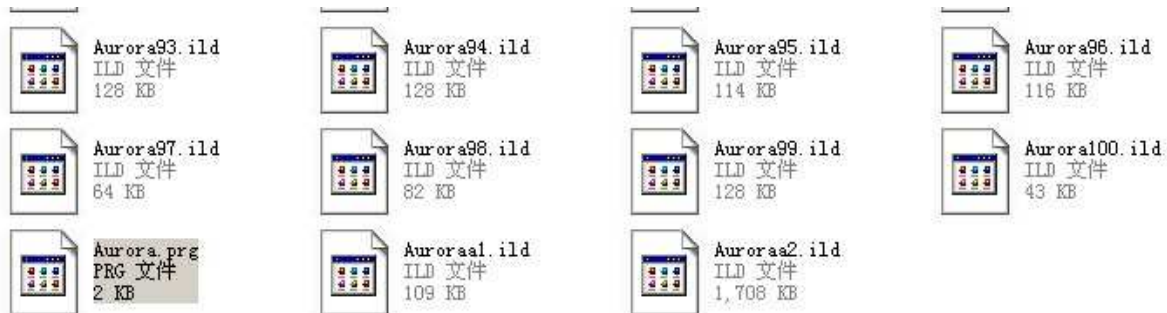 Aurora93.ild
ILD 文件
128 KB
Aurora94.ild
ILD 文件
128 KB
Aurora95.ild
ILD 文件
114 KB
Aurora96.ild
ILD 文件
116 KB
Aurora97.ild
ILD 文件
64 KB
Aurora98.ild
ILD 文件
82 KB
Aurora99.ild
ILD 文件
128 KB
Aurora100.ild
ILD 文件
43 KB
Aurora.prg
PRG 文件
2 KB
Auroraa1.ild
ILD 文件
109 KB
Auroraa2.ild
ILD 文件
1,708 KB